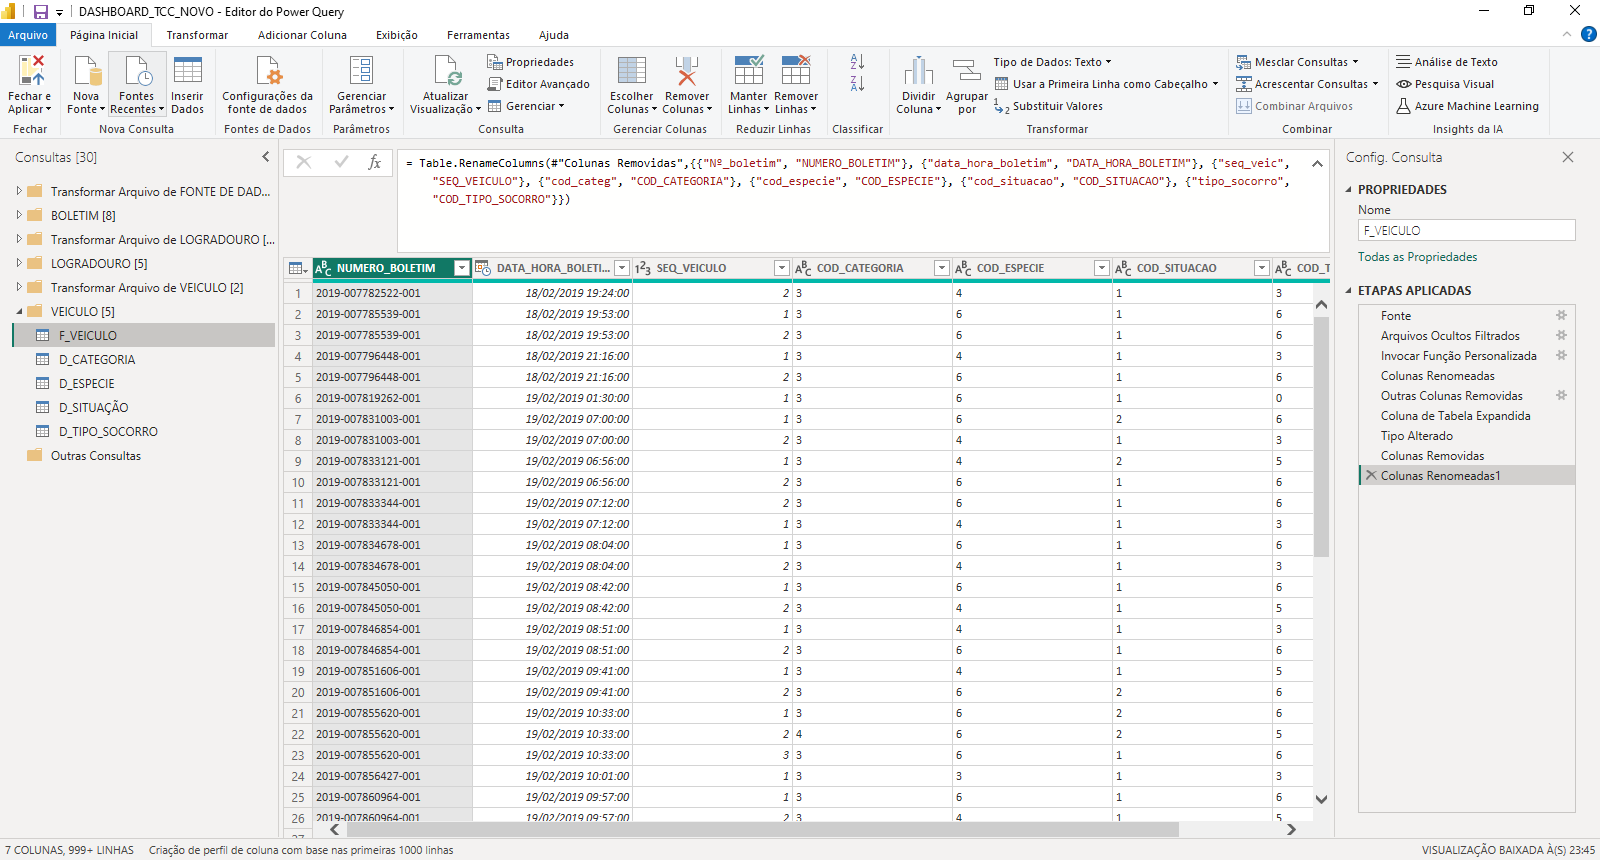 DASHBOARD_TCC_NOVO - Editor do Power Query
Arquivo Página Inicial Transformar Adicionar Coluna Exibição Ferramentas Ajuda
Fechar e Aplicar
Fechar
Nova Fonte
Fontes Recentes
Inserir Dados
Nova Consulta
Configurações da fonte de dados
Fontes de Dados
Gerenciar Parâmetros
Parâmetros
Atualizar Visualização
Propriedades
Editor Avançado
Gerenciar
Consulta
Escolher Colunas
Remover Colunas
Gerenciar Colunas
Manter Linhas
Remover Linhas
Reduzir Linhas
Classificar
Dividir Coluna
Agrupar por
Tipo de Dados: Texto
Usar a Primeira Linha como Cabeçalho
Substituir Valores
Transformar
Mesclar Consultas
Acrescentar Consultas
Combinar Arquivos
Combinar
Análise de Texto
Pesquisa Visual
Azure Machine Learning
Insights da IA
Consultas [30]
Transformar Arquivo de FONTE DE DAD...
BOLETIM [8]
Transformar Arquivo de LOGRADOURO [...
LOGRADOURO [5]
Transformar Arquivo de VEICULO [2]
VEICULO [5]
F_VEICULO
D_CATEGORIA
D_ESPECIE
D_SITUAÇÃO
D_TIPO_SOCORRO
Outras Consultas
= Table.RenameColumns(#"Colunas Removidas",{{"Nº_boletim", "NUMERO_BOLETIM"}, {"data_hora_boletim", "DATA_HORA_BOLETIM"}, {"seq_veic",
"SEQ_VEICULO"}, {"cod_categ", "COD_CATEGORIA"}, {"cod_especie", "COD_ESPECIE"}, {"cod_situacao", "COD_SITUACAO"}, {"tipo_socorro",
"COD_TIPO_SOCORRO"}})
NUMERO_BOLETIM DATA_HORA_BOLETI... SEQ_VEICULO COD_CATEGORIA COD_ESPECIE COD_SITUACAO COD_T
1 2019-007782522-001 18/02/2019 19:24:00 2 3 4 1 3
2 2019-007785539-001 18/02/2019 19:53:00 1 3 6 1 6
3 2019-007785539-001 18/02/2019 19:53:00 2 3 6 1 6
4 2019-007796448-001 18/02/2019 21:16:00 1 3 4 1 3
5 2019-007796448-001 18/02/2019 21:16:00 2 3 6 1 6
6 2019-007819262-001 19/02/2019 01:30:00 1 3 6 1 0
7 2019-007831003-001 19/02/2019 07:00:00 1 3 6 2 6
8 2019-007831003-001 19/02/2019 07:00:00 2 3 4 1 3
9 2019-007833121-001 19/02/2019 06:56:00 1 3 4 2 5
10 2019-007833121-001 19/02/2019 06:56:00 2 3 6 1 6
11 2019-007833344-001 19/02/2019 07:12:00 2 3 6 1 6
12 2019-007833344-001 19/02/2019 07:12:00 1 3 4 1 3
13 2019-007834678-001 19/02/2019 08:04:00 1 3 6 1 6
14 2019-007834678-001 19/02/2019 08:04:00 2 3 4 1 3
15 2019-007845050-001 19/02/2019 08:42:00 1 3 6 1 6
16 2019-007845050-001 19/02/2019 08:42:00 2 3 4 1 5
17 2019-007846854-001 19/02/2019 08:51:00 1 3 4 1 3
18 2019-007846854-001 19/02/2019 08:51:00 2 3 6 1 6
19 2019-007851606-001 19/02/2019 09:41:00 1 3 4 1 5
20 2019-007851606-001 19/02/2019 09:41:00 2 3 6 2 6
21 2019-007855620-001 19/02/2019 10:33:00 1 3 6 2 6
22 2019-007855620-001 19/02/2019 10:33:00 2 4 6 2 5
23 2019-007855620-001 19/02/2019 10:33:00 3 3 6 1 6
24 2019-007856427-001 19/02/2019 10:01:00 1 3 3 1 3
25 2019-007860964-001 19/02/2019 09:57:00 1 3 6 1 6
26 2019-007860964-001 19/02/2019 09:57:00 2 3 4 1 5
27
Config. Consulta
PROPRIEDADES
Nome
F_VEICULO
Todas as Propriedades
ETAPAS APLICADAS
Fonte
Arquivos Ocultos Filtrados
Invocar Função Personalizada
Colunas Renomeadas
Outras Colunas Removidas
Coluna de Tabela Expandida
Tipo Alterado
Colunas Removidas
Colunas Renomeadas1
7 COLUNAS, 999+ LINHAS Criação de perfil de coluna com base nas primeiras 1000 linhas
VISUALIZAÇÃO BAIXADA À(S) 23:45